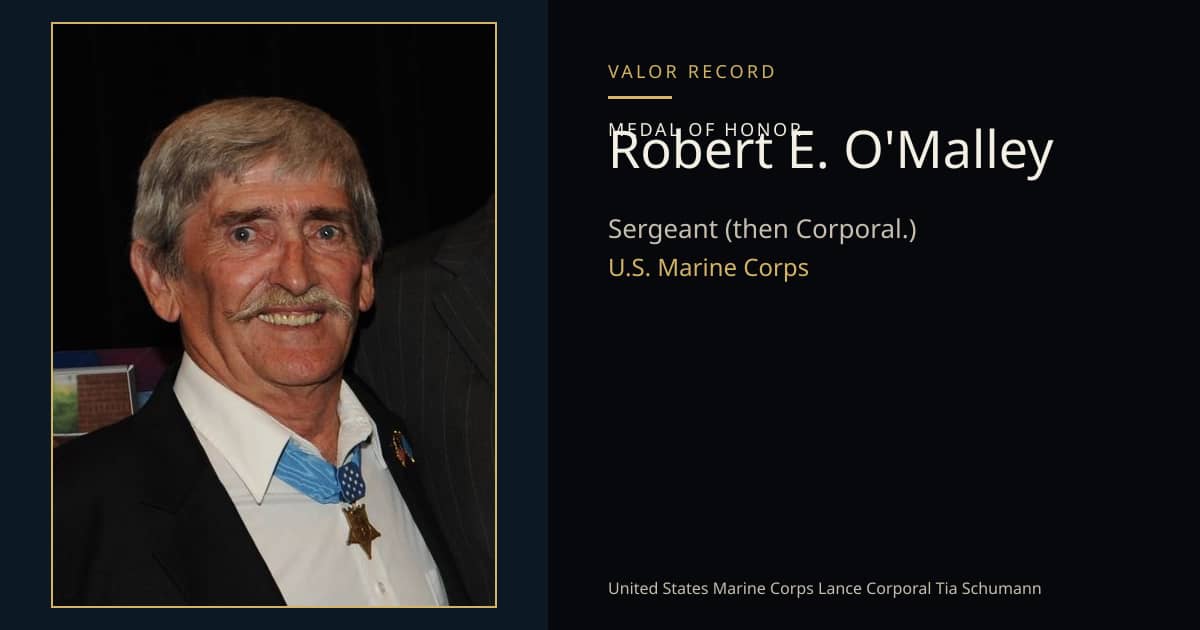 VALOR RECORD
MEDAL OF HONOR
Robert E. O'Malley
Sergeant (then Corporal.)
U.S. Marine Corps
United States Marine Corps Lance Corporal Tia Schumann